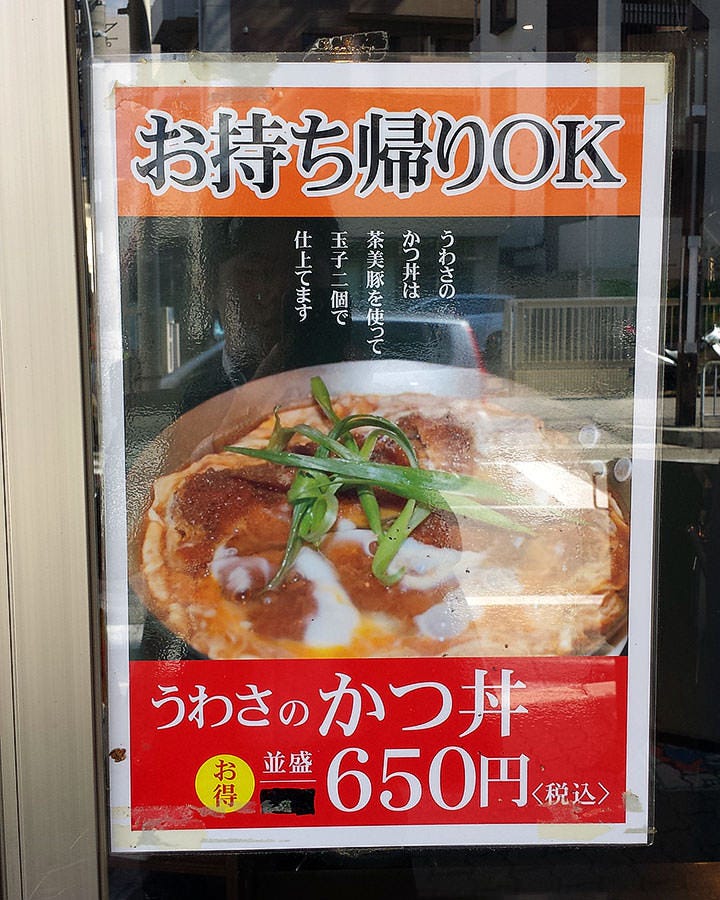 お持ち帰りOK
うわさの
かつ丼は
茶美豚を使って
玉子二個で
仕上てます
うわさのかつ丼
お得
並盛
650円〈税込〉